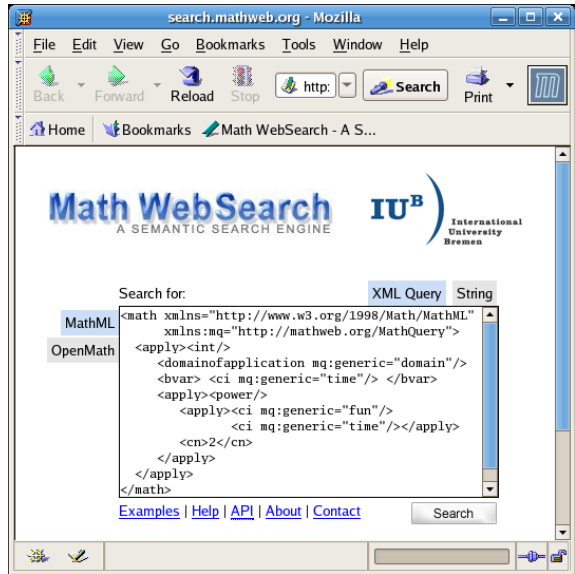 search.mathweb.org - Mozilla
File Edit View Go Bookmarks Tools Window Help
Back Forward Reload Stop http: Search Print
Home Bookmarks Math WebSearch - A S...
Math WebSearch
A SEMANTIC SEARCH ENGINE
IUB
International
University
Bremen
Search for: XML Query String
MathML
OpenMath
<math xmlns="http://www.w3.org/1998/Math/MathML"
xmlns:mq="http://mathweb.org/MathQuery">
<apply><int/>
<domainofapplication mq:generic="domain"/>
<bvar> <ci mq:generic="time"/> </bvar>
<apply><power/>
<apply><ci mq:generic="fun"/>
<ci mq:generic="time"/></apply>
<cn>2</cn>
</apply>
</apply>
</math>
Examples | Help | API | About | Contact Search